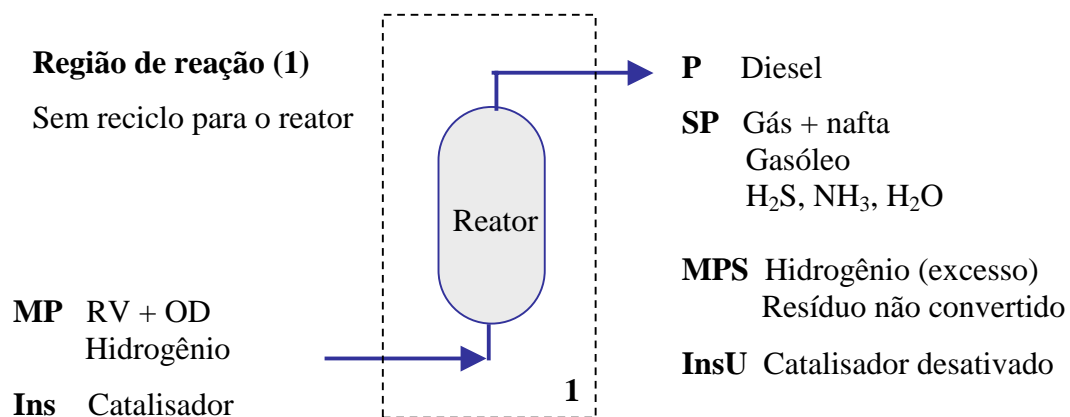 Região de reação (1)
Sem reciclo para o reator
MP RV + OD
Hidrogênio
Ins Catalisador
Reator
1
P Diesel
SP Gás + nafta
Gasóleo
H₂S, NH₃, H₂O
MPS Hidrogênio (excesso)
Resíduo não convertido
InsU Catalisador desativado